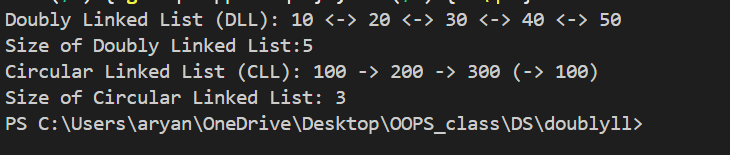 Doubly Linked List (DLL): 10 <-> 20 <-> 30 <-> 40 <-> 50
Size of Doubly Linked List:5
Circular Linked List (CLL): 100 -> 200 -> 300 (-> 100)
Size of Circular Linked List: 3
PS C:\Users\aryan\OneDrive\Desktop\OOPS_class\DS\doublyll>